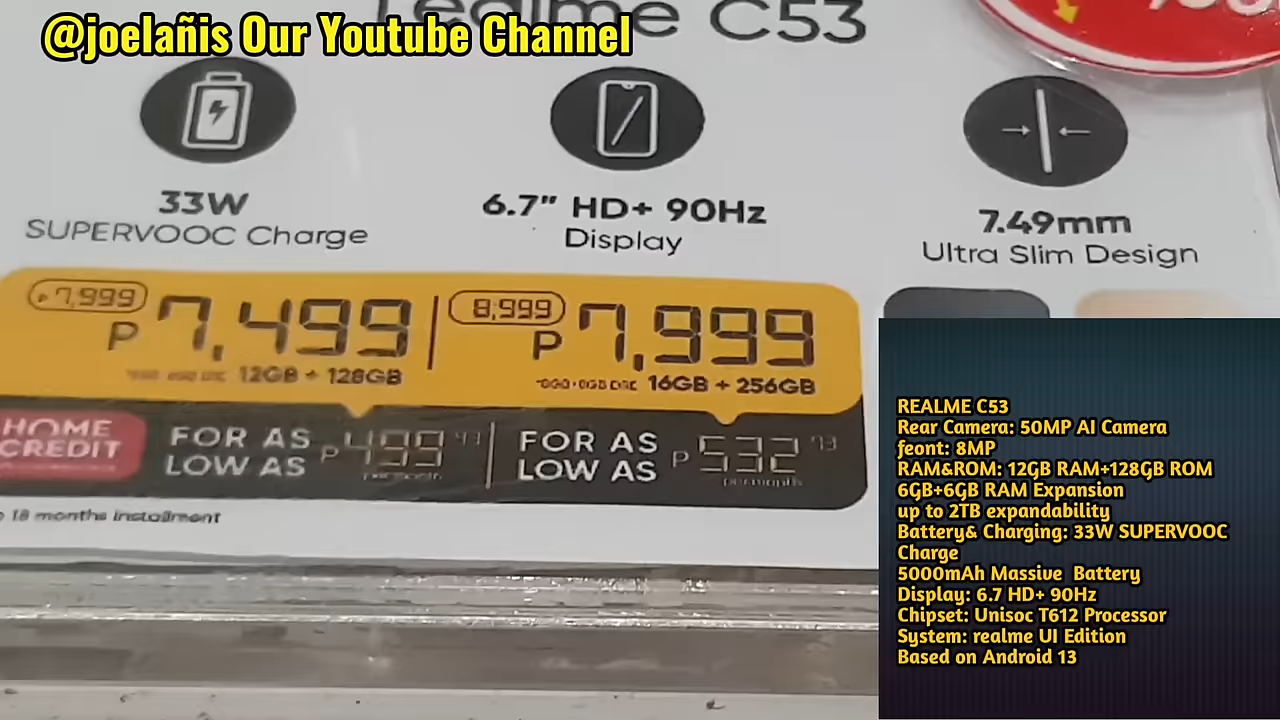 @joelañis Our Youtube Channel
realme C53
33W
SUPERVOOC Charge
6.7" HD+ 90Hz
Display
7.49mm
Ultra Slim Design
₱7,999
₱7,499
12GB + 128GB
8,999
₱7,999
16GB + 256GB
HOME
CREDIT
FOR AS
LOW AS
₱499
FOR AS
LOW AS
₱532
per month
18 months installment
REALME C53
Rear Camera: 50MP AI Camera
feont: 8MP
RAM&ROM: 12GB RAM+128GB ROM
6GB+6GB RAM Expansion
up to 2TB expandability
Battery& Charging: 33W SUPERVOOC
Charge
5000mAh Massive Battery
Display: 6.7 HD+ 90Hz
Chipset: Unisoc T612 Processor
System: realme UI Edition
Based on Android 13